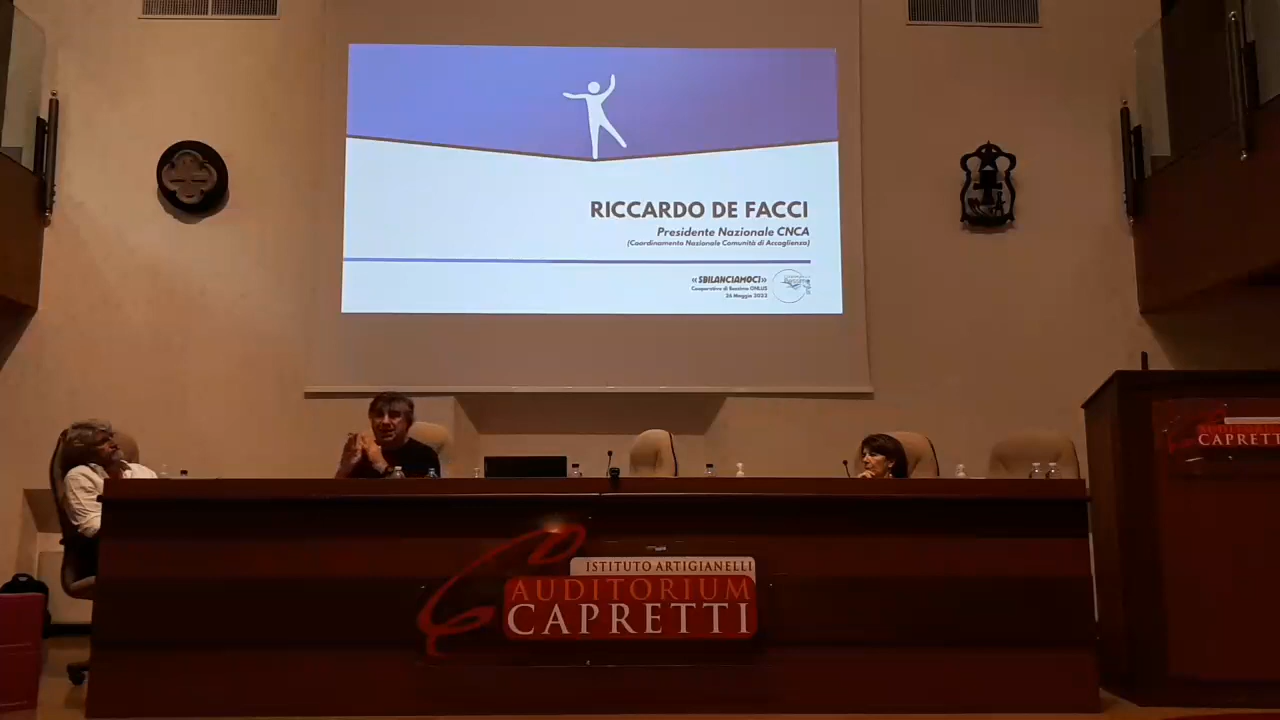 RICCARDO DE FACCI
Presidente Nazionale CNCA
(Coordinamento Nazionale Comunità di Accoglienza)
«SBILANCIAMOCI»
Cooperativa di Bessimo ONLUS
26 Maggio 2023
ISTITUTO ARTIGIANELLI
AUDITORIUM
CAPRETTI
AUDITORIUM
CAPRETTI